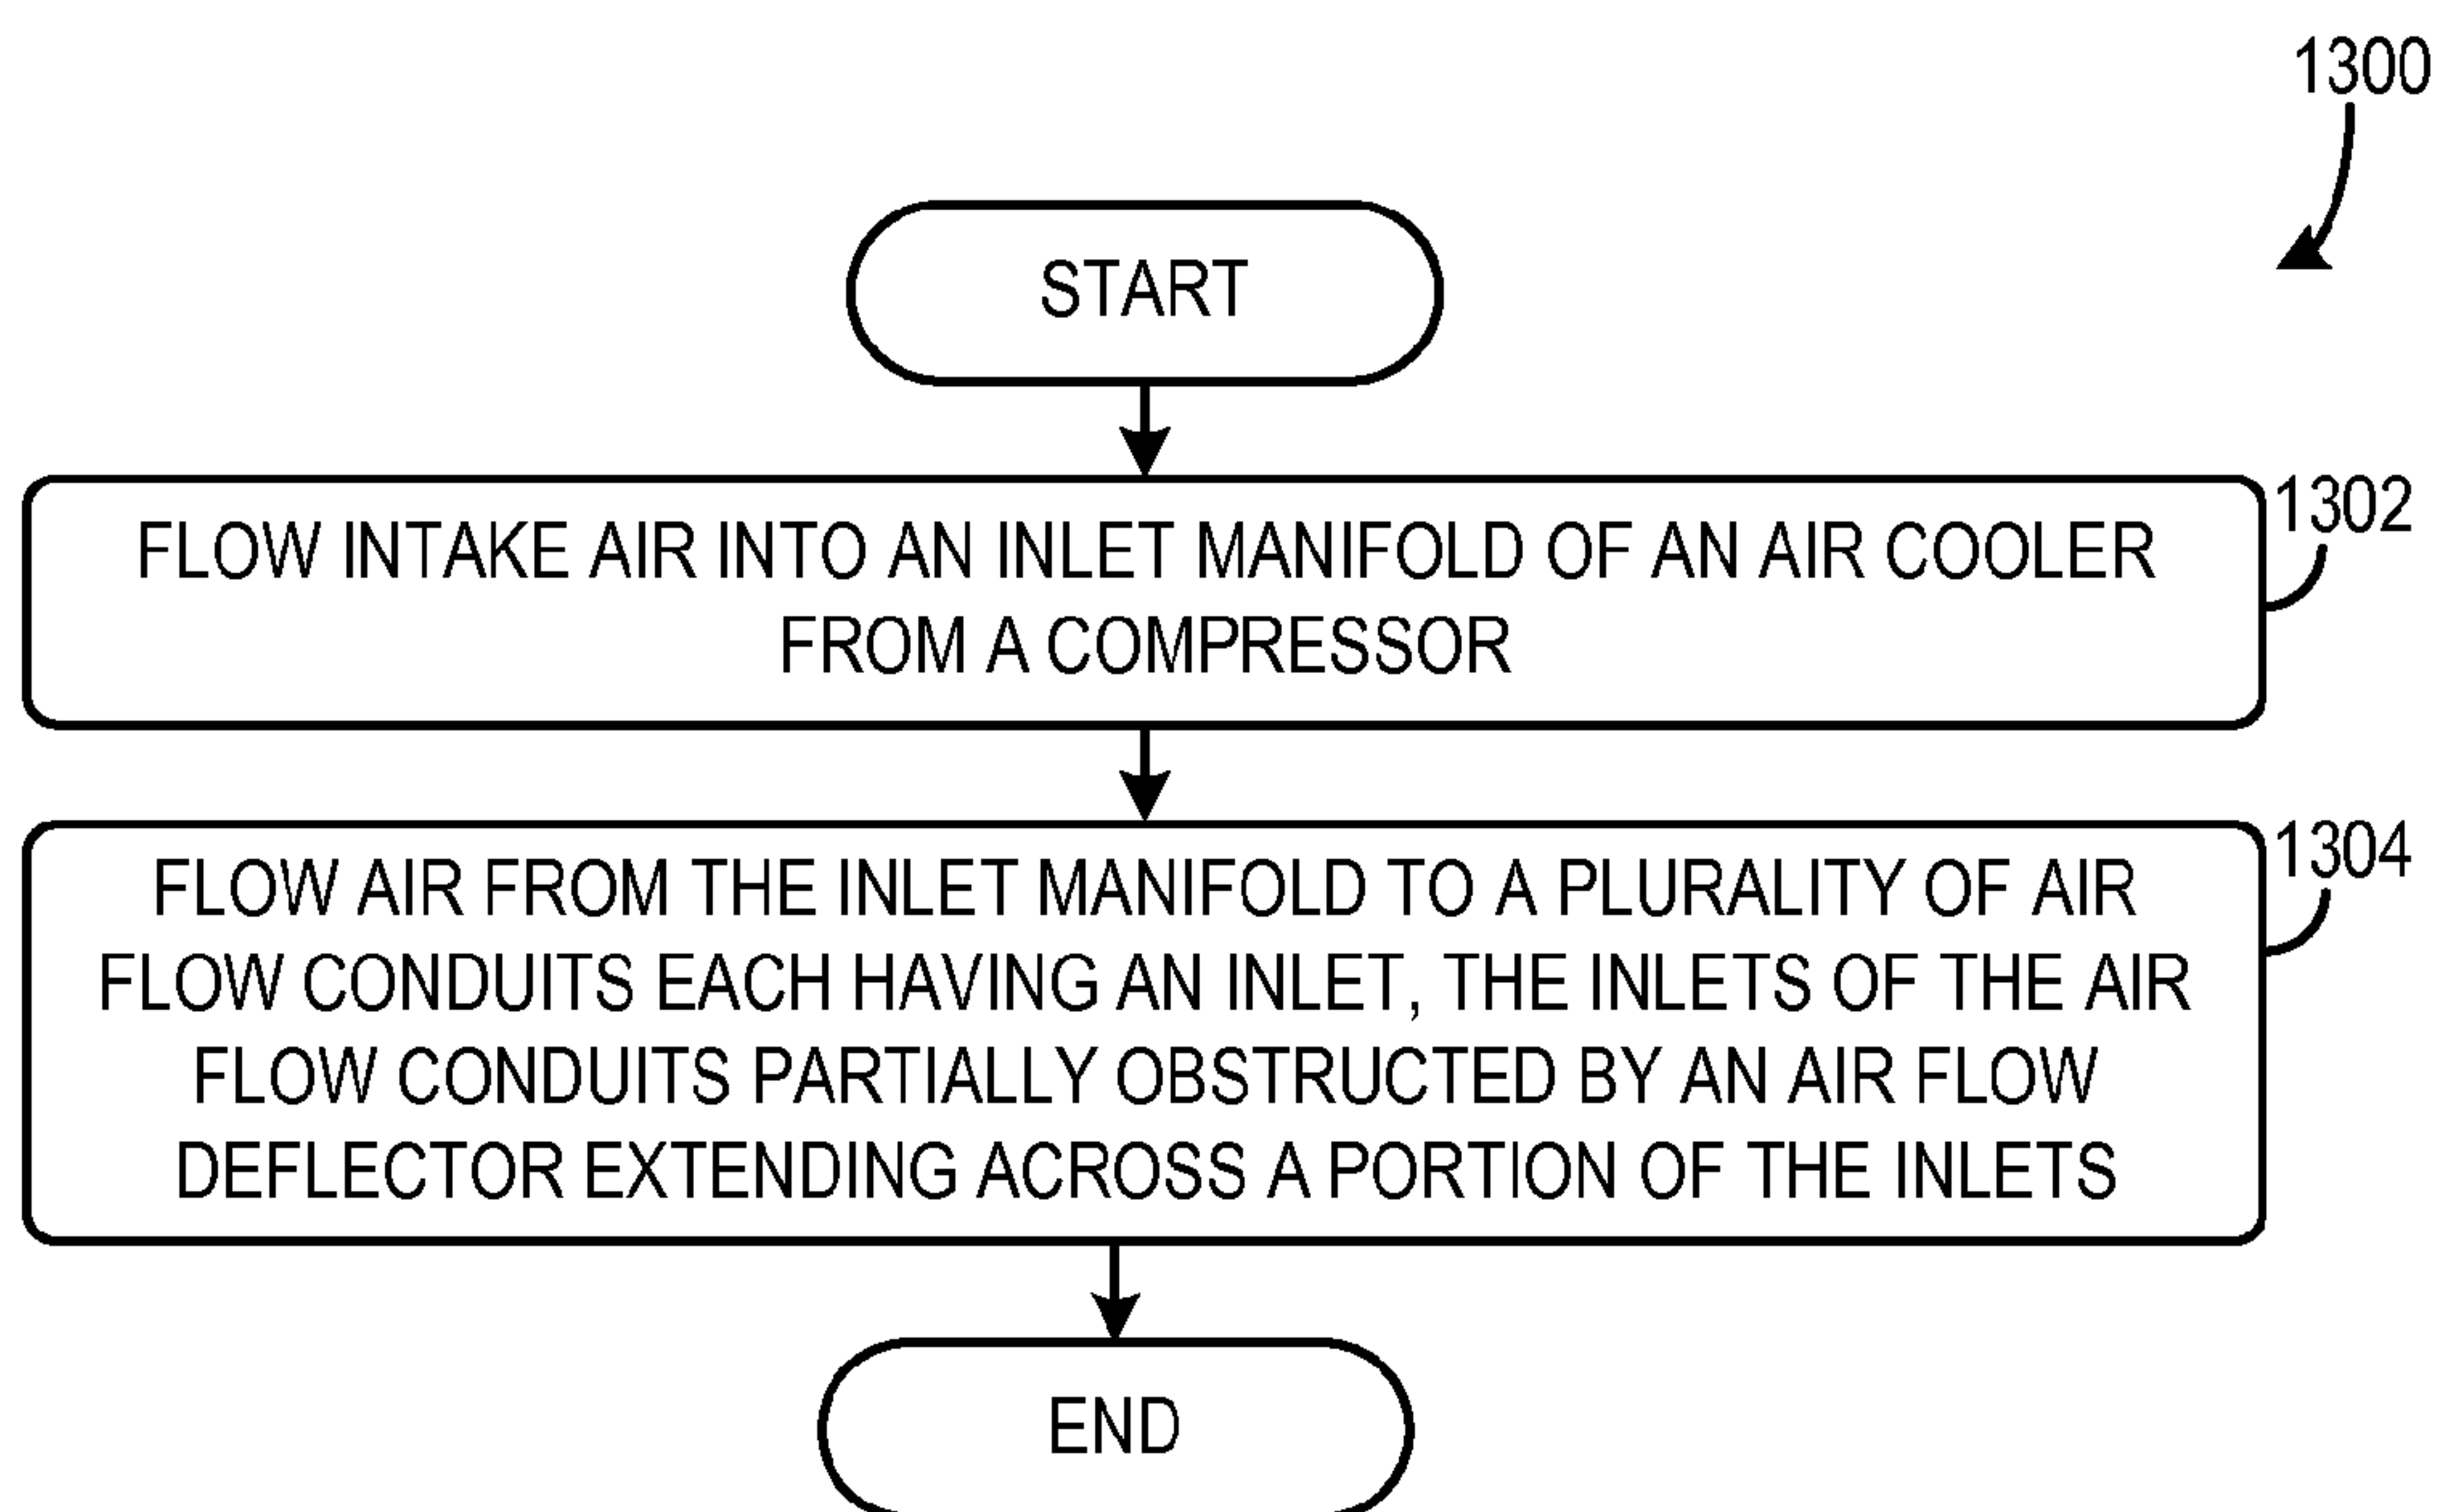 1300
START
1302
FLOW INTAKE AIR INTO AN INLET MANIFOLD OF AN AIR COOLER
FROM A COMPRESSOR
1304
FLOW AIR FROM THE INLET MANIFOLD TO A PLURALITY OF AIR
FLOW CONDUITS EACH HAVING AN INLET, THE INLETS OF THE AIR
FLOW CONDUITS PARTIALLY OBSTRUCTED BY AN AIR FLOW
DEFLECTOR EXTENDING ACROSS A PORTION OF THE INLETS
END